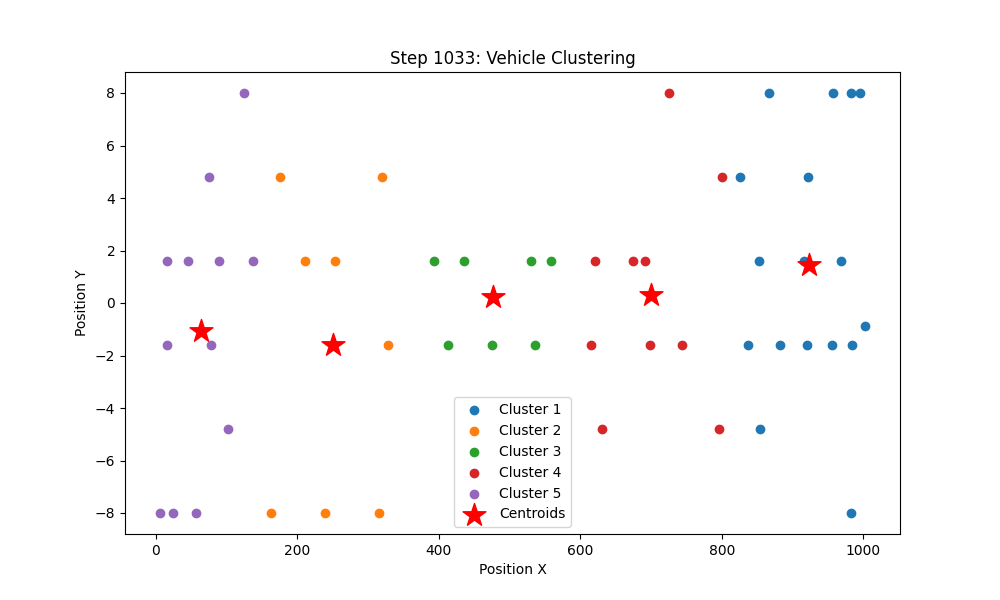 Step 1033: Vehicle Clustering
Position Y
8
6
4
2
0
−2
−4
−6
−8
Cluster 1
Cluster 2
Cluster 3
Cluster 4
Cluster 5
Centroids
0 200 400 600 800 1000
Position X